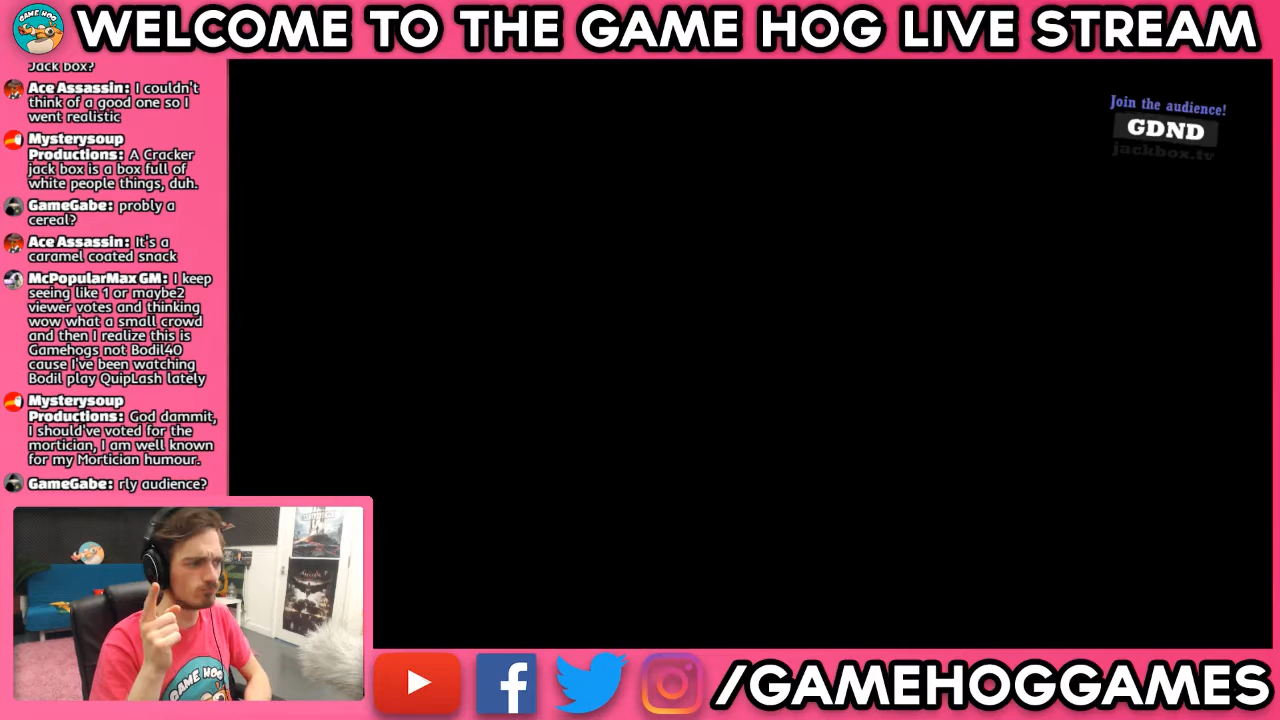 WELCOME TO THE GAME HOG LIVE STREAM
GAME HOG
Jack box?
Ace Assassin: I couldn't
think of a good one so I
went realistic
Mysterysoup
Productions: A Cracker
jack box is a box full of
white people things, duh.
GameGabe: probly a
cereal?
Ace Assassin: It's a
caramel coated snack
McPopularMax GM: I keep
seeing like 1 or maybe2
viewer votes and thinking
wow what a small crowd
and then I realize this is
Gamehogs not Bodil40
cause I've been watching
Bodil play QuipLash lately
Mysterysoup
Productions: God dammit,
I should've voted for the
mortician, I am well known
for my Mortician humour.
GameGabe: rly audience?
Join the audience!
GDND
jackbox.tv
GAME HOG
/GAMEHOGGAMES